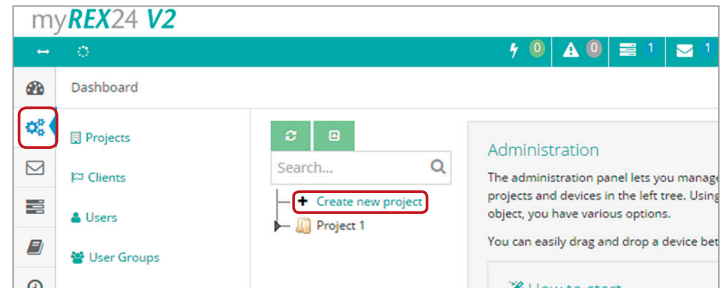 myREX24 V2
0
0
1
1
Dashboard
Projects
Clients
Users
User Groups
Search...
Create new project
Project 1
Administration
The administration panel lets you manage
projects and devices in the left tree. Using
object, you have various options.
You can easily drag and drop a device bet
How to start